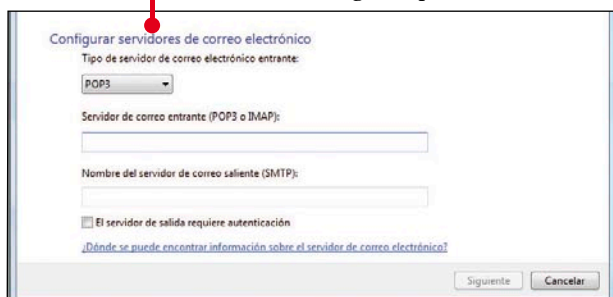 Configurar servidores de correo electrónico
Tipo de servidor de correo electrónico entrante:
POP3
Servidor de correo entrante (POP3 o IMAP):
Nombre del servidor de correo saliente (SMTP):
El servidor de salida requiere autenticación
¿Dónde se puede encontrar información sobre el servidor de correo electrónico?
Siguiente Cancelar